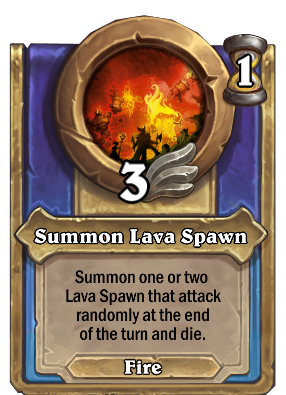 1
3
Summon Lava Spawn
Summon one or two
Lava Spawn that attack
randomly at the end
of the turn and die.
Fire